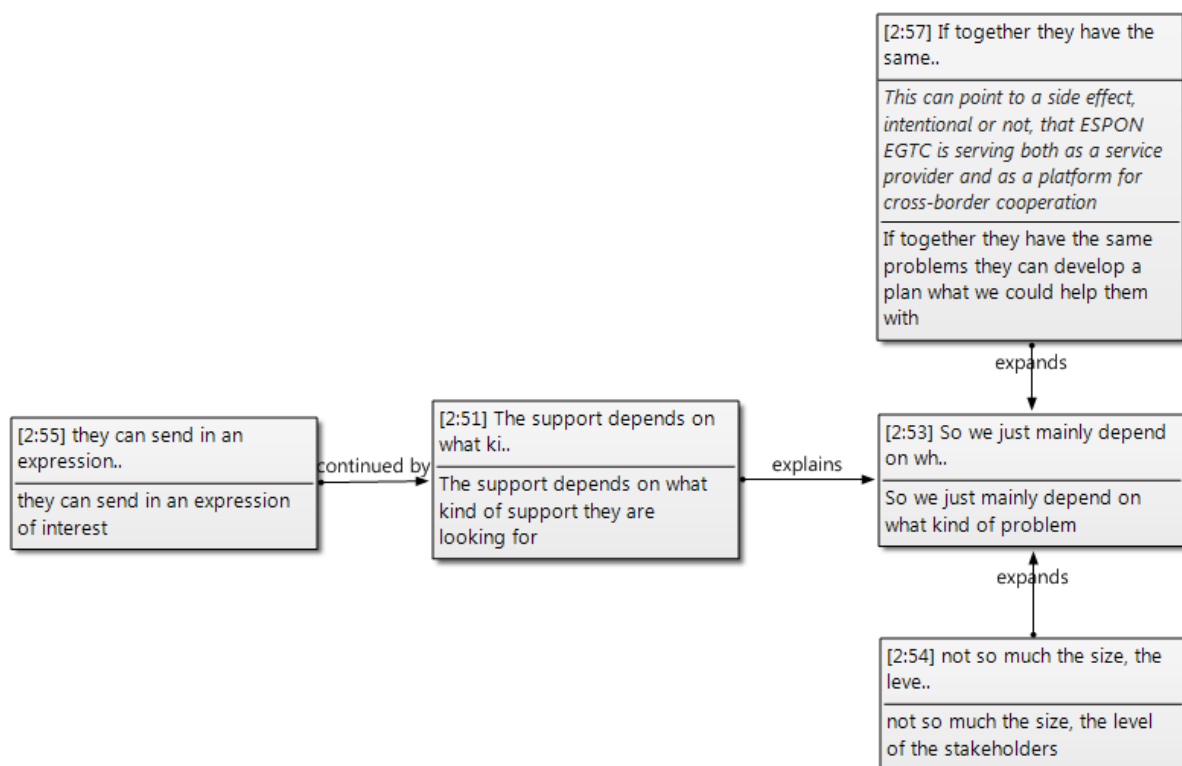 [2:57] If together they have the
same..
This can point to a side effect,
intentional or not, that ESPON
EGTC is serving both as a service
provider and as a platform for
cross-border cooperation
If together they have the same
problems they can develop a
plan what we could help them
with
expands
[2:55] they can send in an
expression..
they can send in an expression
of interest
continued by
[2:51] The support depends on
what ki..
The support depends on what
kind of support they are
looking for
explains
[2:53] So we just mainly depend
on wh..
So we just mainly depend on
what kind of problem
expands
[2:54] not so much the size, the
leve..
not so much the size, the level
of the stakeholders